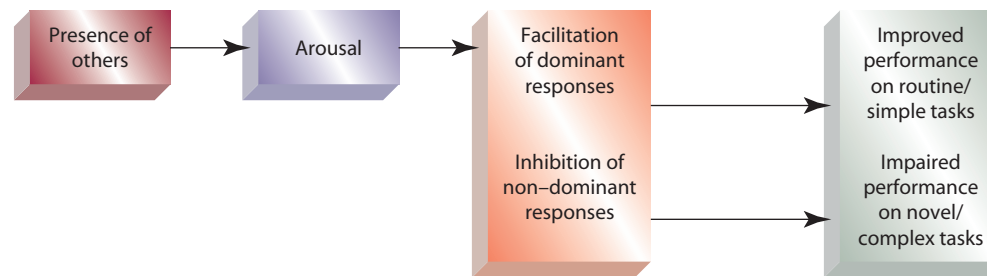 Presence of
others
Arousal
Facilitation
of dominant
responses
Inhibition of
non–dominant
responses
Improved
performance
on routine/
simple tasks
Impaired
performance
on novel/
complex tasks